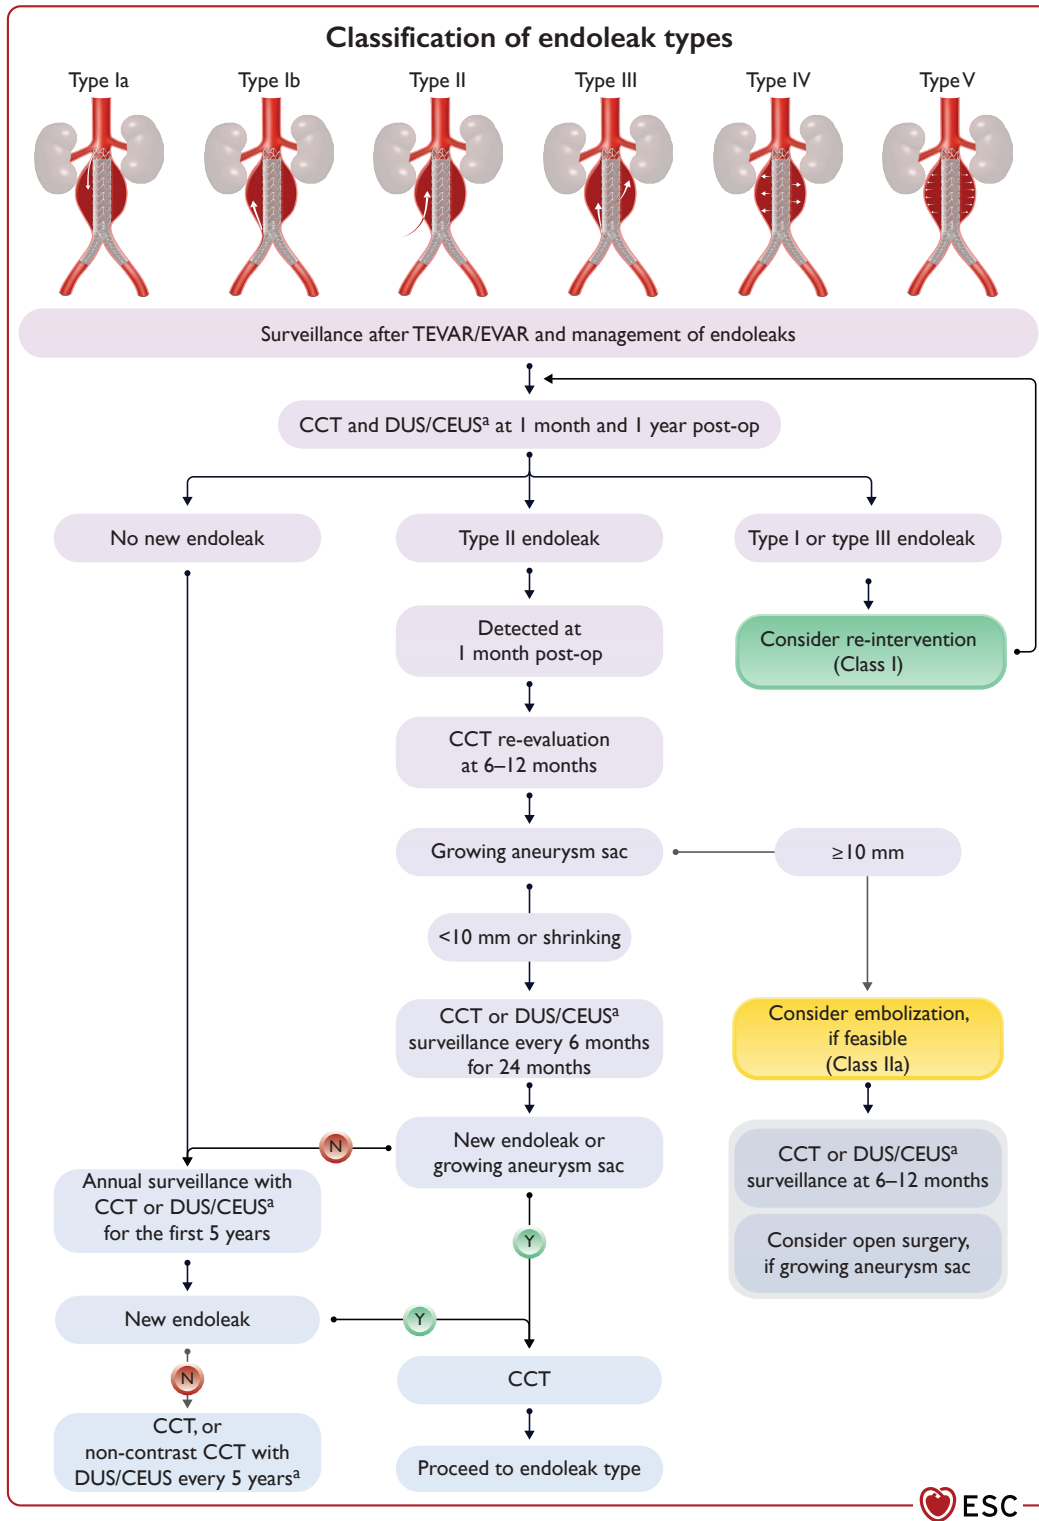 Classification of endoleak types
Type Ia
Type Ib
Type II
Type III
Type IV
Type V
Surveillance after TEVAR/EVAR and management of endoleaks
CCT and DUS/CEUSᵃ at 1 month and 1 year post-op
No new endoleak
Type II endoleak
Type I or type III endoleak
Detected at
1 month post-op
Consider re-intervention
(Class I)
CCT re-evaluation
at 6–12 months
Growing aneurysm sac
≥10 mm
<10 mm or shrinking
CCT or DUS/CEUSᵃ
surveillance every 6 months
for 24 months
Consider embolization,
if feasible
(Class IIa)
New endoleak or
growing aneurysm sac
N
CCT or DUS/CEUSᵃ
surveillance at 6–12 months
Annual surveillance with
CCT or DUS/CEUSᵃ
for the first 5 years
Y
Consider open surgery,
if growing aneurysm sac
New endoleak
Y
N
CCT
CCT, or
non-contrast CCT with
DUS/CEUS every 5 yearsᵃ
Proceed to endoleak type
ESC